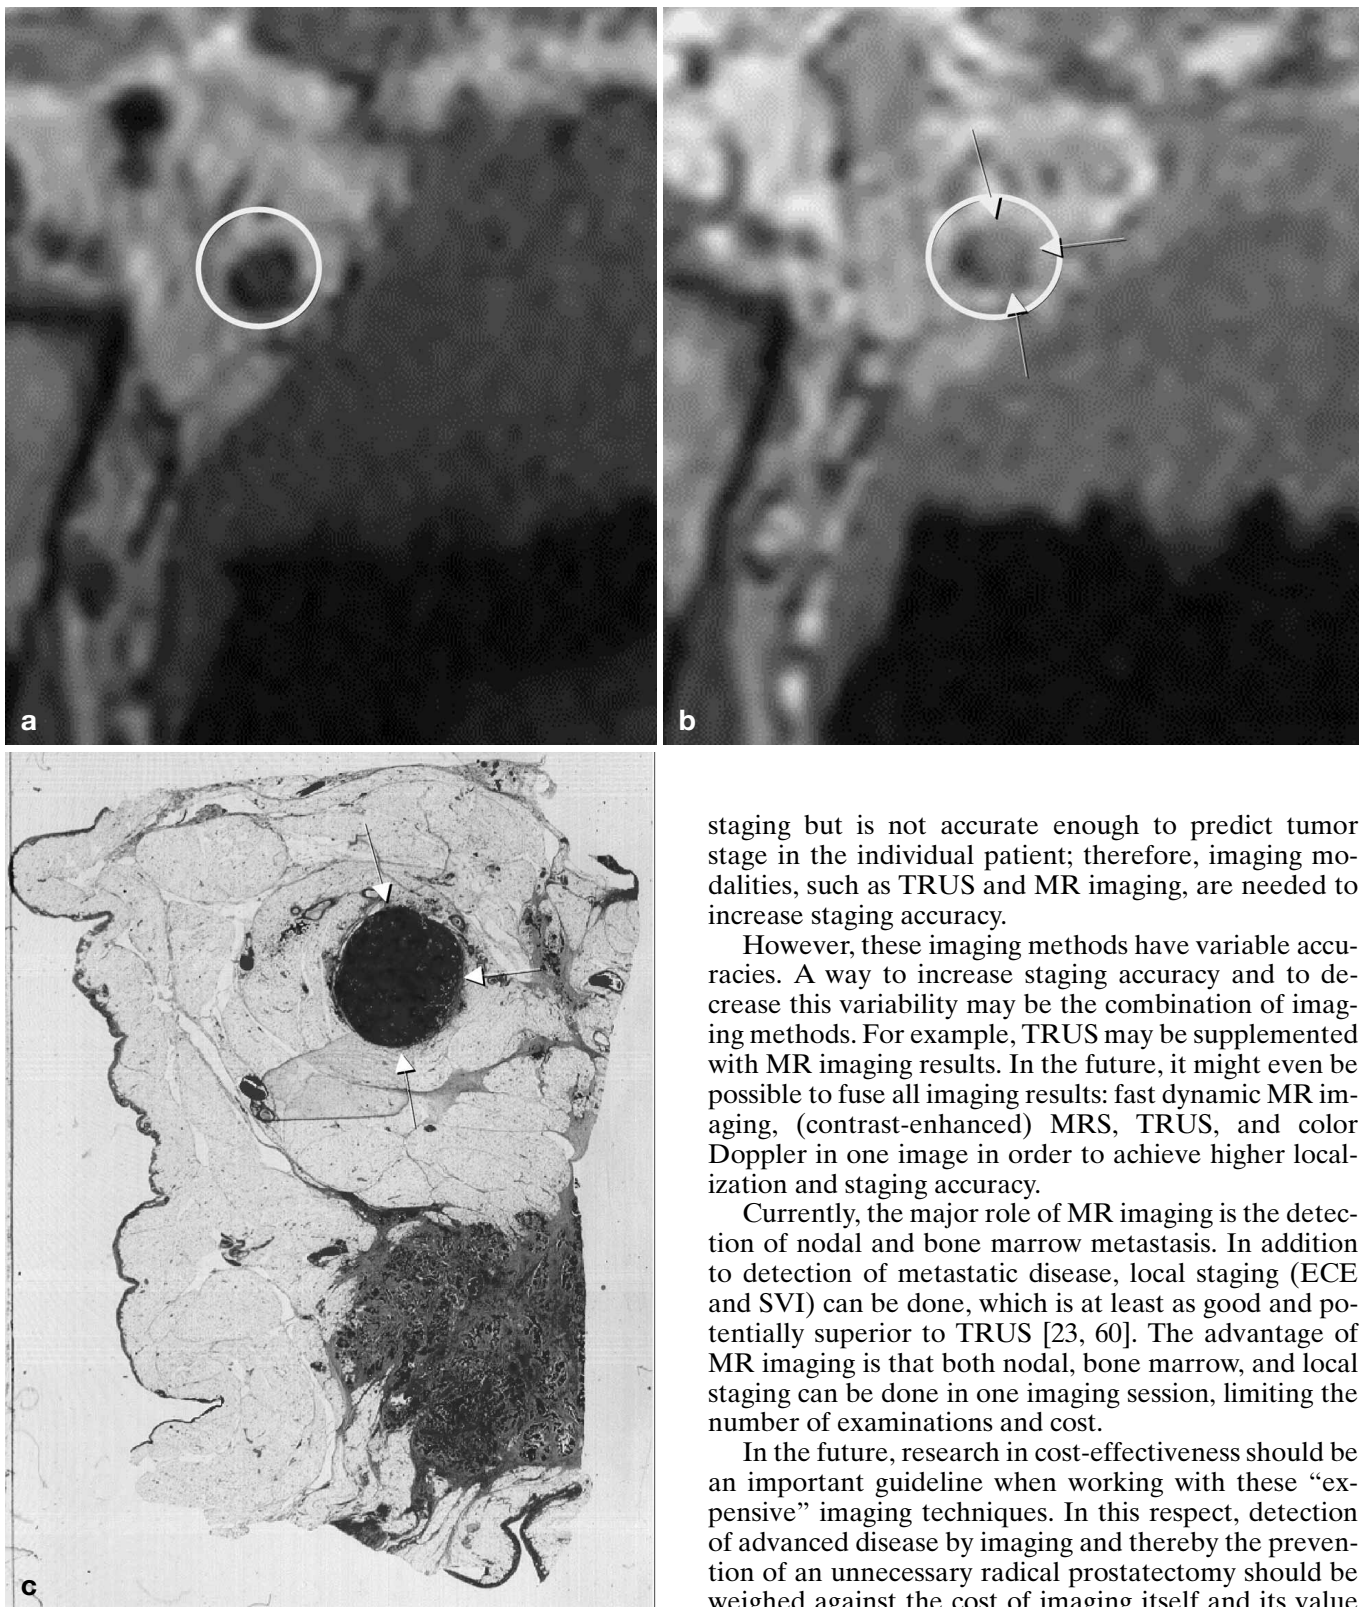 a
b
c
staging but is not accurate enough to predict tumor
stage in the individual patient; therefore, imaging mo-
dalities, such as TRUS and MR imaging, are needed to
increase staging accuracy.
However, these imaging methods have variable accu-
racies. A way to increase staging accuracy and to de-
crease this variability may be the combination of imag-
ing methods. For example, TRUS may be supplemented
with MR imaging results. In the future, it might even be
possible to fuse all imaging results: fast dynamic MR im-
aging, (contrast-enhanced) MRS, TRUS, and color
Doppler in one image in order to achieve higher local-
ization and staging accuracy.
Currently, the major role of MR imaging is the detec-
tion of nodal and bone marrow metastasis. In addition
to detection of metastatic disease, local staging (ECE
and SVI) can be done, which is at least as good and po-
tentially superior to TRUS [23, 60]. The advantage of
MR imaging is that both nodal, bone marrow, and local
staging can be done in one imaging session, limiting the
number of examinations and cost.
In the future, research in cost-effectiveness should be
an important guideline when working with these “ex-
pensive” imaging techniques. In this respect, detection
of advanced disease by imaging and thereby the preven-
tion of an unnecessary radical prostatectomy should be
weighed against the cost of imaging itself and its value